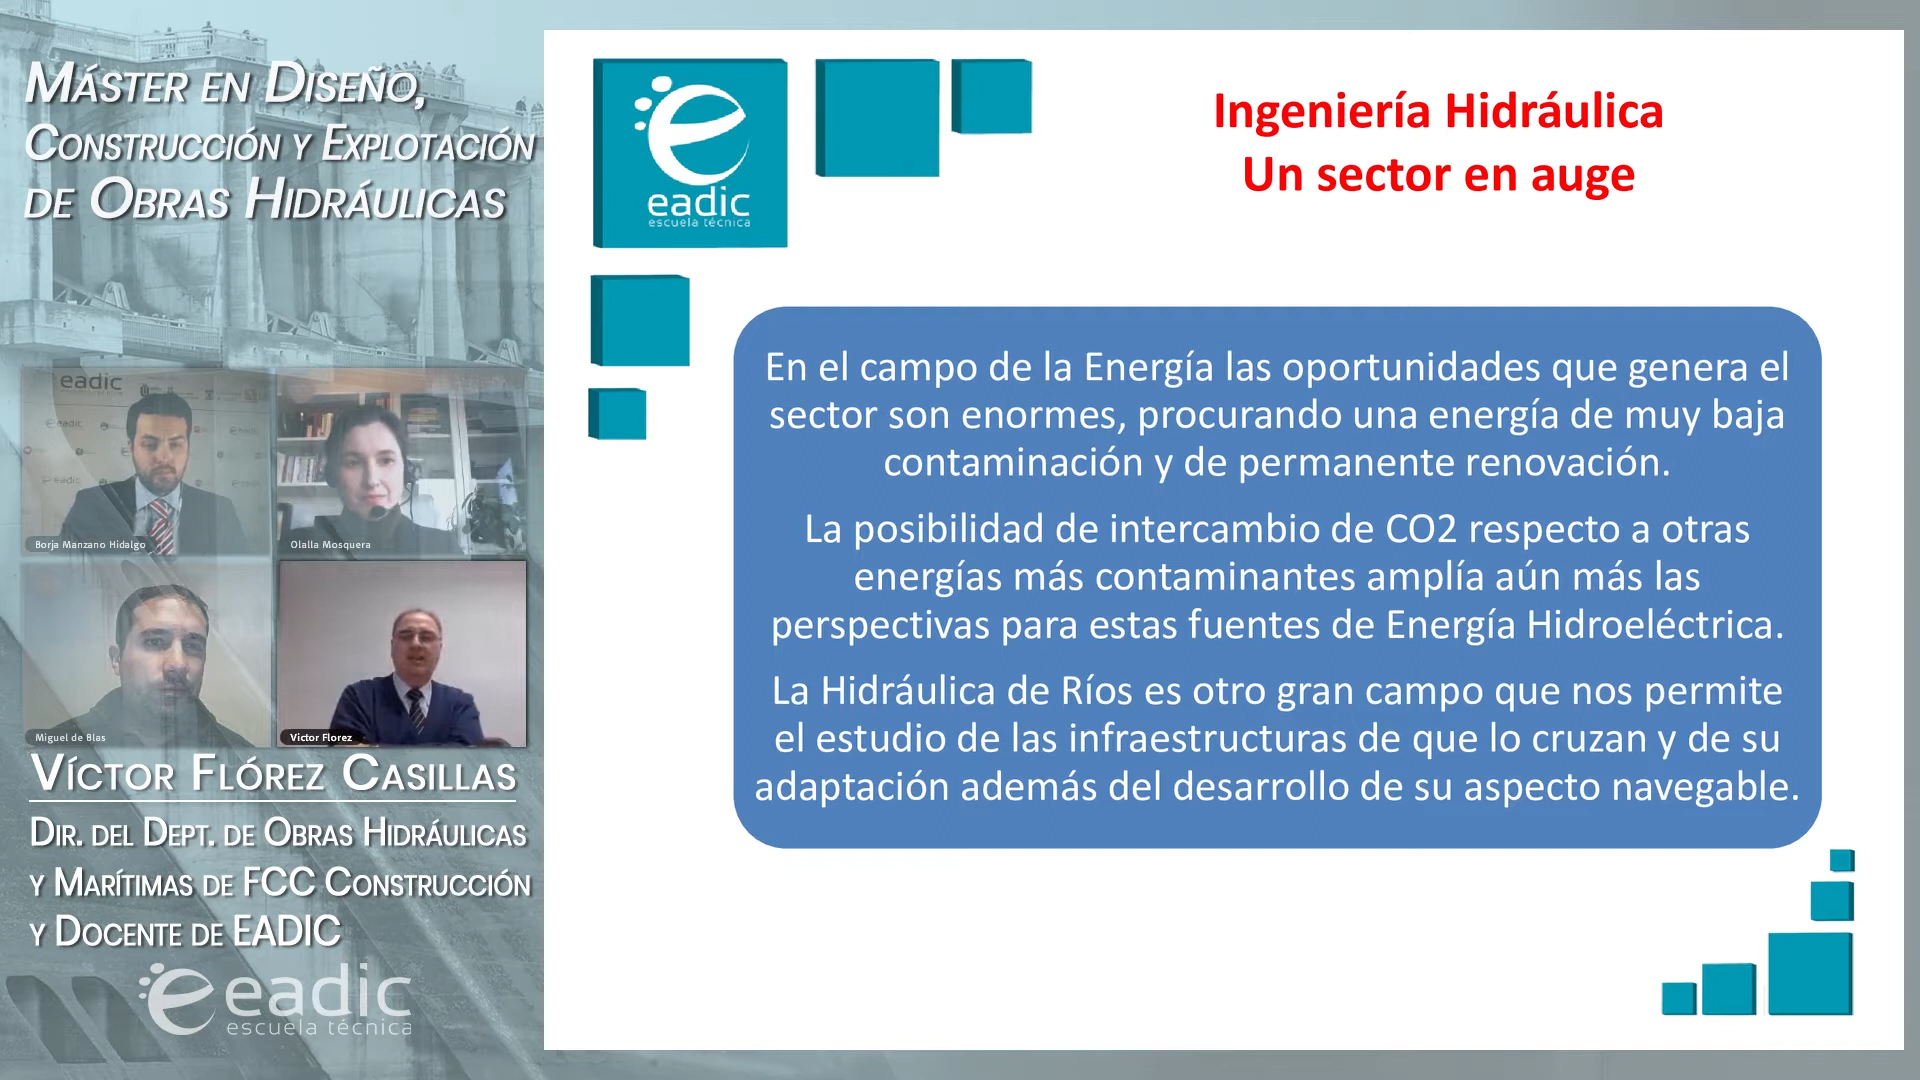 Máster en Diseño,
Construcción y Explotación
de Obras Hidráulicas
eadic
Borja Manzano Hidalgo
Olalla Mosquera
Miguel de Blas
Victor Florez
Víctor Flórez Casillas
Dir. del Dept. de Obras Hidráulicas
y Marítimas de FCC Construcción
y Docente de EADIC
eadic
escuela técnica
eadic
escuela técnica
Ingeniería Hidráulica
Un sector en auge
En el campo de la Energía las oportunidades que genera el
sector son enormes, procurando una energía de muy baja
contaminación y de permanente renovación.
La posibilidad de intercambio de CO2 respecto a otras
energías más contaminantes amplía aún más las
perspectivas para estas fuentes de Energía Hidroeléctrica.
La Hidráulica de Ríos es otro gran campo que nos permite
el estudio de las infraestructuras de que lo cruzan y de su
adaptación además del desarrollo de su aspecto navegable.